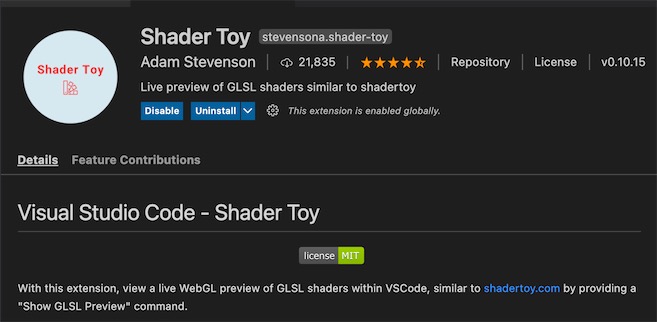 Shader Toy
Shader Toy stevensona.shader-toy
Adam Stevenson 21,835 Repository License v0.10.15
Live preview of GLSL shaders similar to shadertoy
Disable Uninstall This extension is enabled globally.
Details Feature Contributions
Visual Studio Code - Shader Toy
license MIT
With this extension, view a live WebGL preview of GLSL shaders within VSCode, similar to shadertoy.com by providing a
"Show GLSL Preview" command.